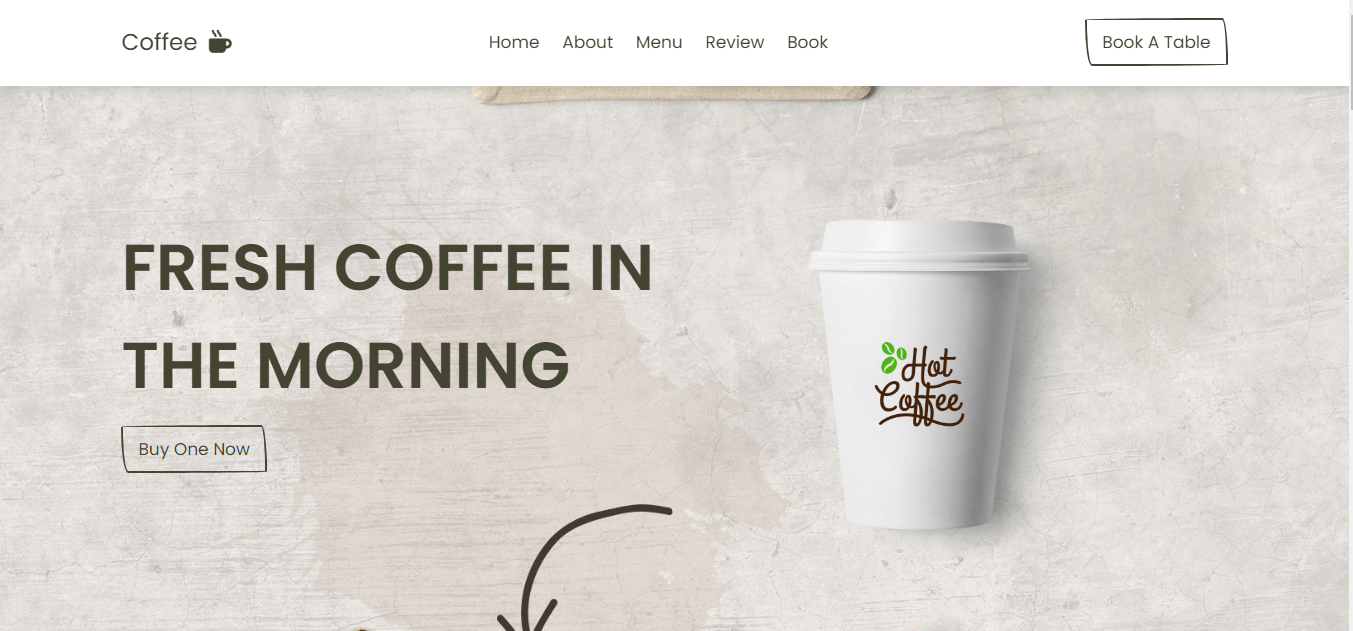 Coffee
Home About Menu Review Book
Book A Table
FRESH COFFEE IN
THE MORNING
Buy One Now
Hot
Coffee